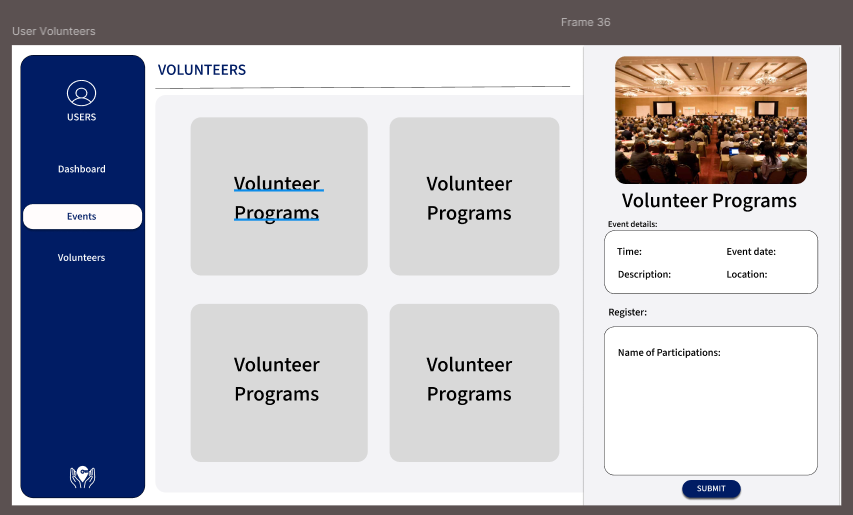 User Volunteers
Frame 36
USERS
Dashboard
Events
Volunteers
VOLUNTEERS
Volunteer
Programs
Volunteer
Programs
Volunteer
Programs
Volunteer
Programs
Volunteer Programs
Event details:
Time:
Event date:
Description:
Location:
Register:
Name of Participations:
SUBMIT